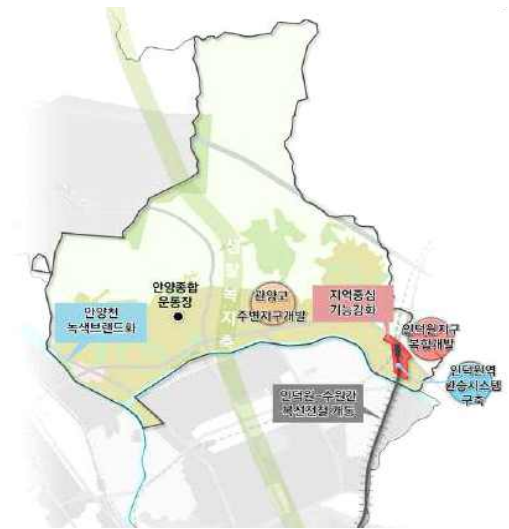 생활녹지축
안양종합
운동장
관양고
주변지구개발
지역중심
기능강화
안양천
녹색브랜드화
인덕원지구
복합개발
인덕원역
환승시스템
구축
인덕원-수원간
복선전철 개통